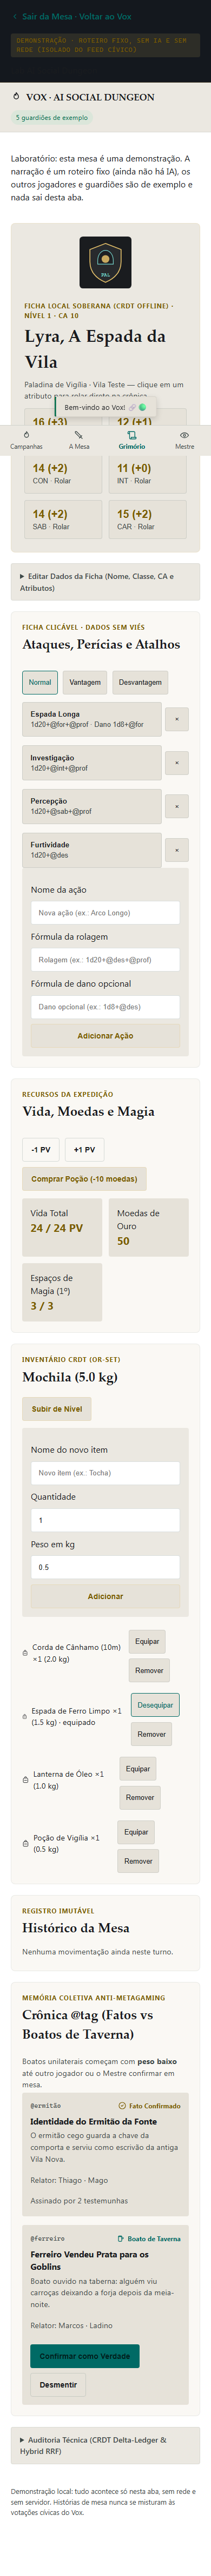 ‹ Sair da Mesa · Voltar ao Vox
DEMONSTRAÇÃO · ROTEIRO FIXO, SEM IA E SEM
REDE (ISOLADO DO FEED CÍVICO)
VOX · AI SOCIAL DUNGEON
5 guardiões de exemplo
Laboratório: esta mesa é uma demonstração. A
narração é um roteiro fixo (ainda não há IA), os
outros jogadores e guardiões são de exemplo e
nada sai desta aba.
PAL
FICHA LOCAL SOBERANA (CRDT OFFLINE) ·
NÍVEL 1 · CA 10
Lyra, A Espada da
Vila
Paladina de Vigília · Vila Teste — clique em um
atributo para rolar direto na crônica.
Bem-vindo ao Vox!
16 (+3)
12 (+1)
Campanhas
A Mesa
Grimório
Mestre
14 (+2)
CON · Rolar
11 (+0)
INT · Rolar
14 (+2)
SAB · Rolar
15 (+2)
CAR · Rolar
▶ Editar Dados da Ficha (Nome, Classe, CA e
Atributos)
FICHA CLICÁVEL · DADOS SEM VIÉS
Ataques, Perícias e Atalhos
Normal
Vantagem
Desvantagem
Espada Longa
1d20+@for+@prof · Dano 1d8+@for
×
Investigação
1d20+@int+@prof
×
Percepção
1d20+@sab+@prof
×
Furtividade
1d20+@des
×
Nome da ação
Nova ação (ex.: Arco Longo)
Fórmula da rolagem
Rolagem (ex.: 1d20+@des+@prof)
Fórmula de dano opcional
Dano opcional (ex.: 1d8+@des)
Adicionar Ação
RECURSOS DA EXPEDIÇÃO
Vida, Moedas e Magia
-1 PV
+1 PV
Comprar Poção (-10 moedas)
Vida Total
24 / 24 PV
Moedas de
Ouro
50
Espaços de
Magia (1º)
3 / 3
INVENTÁRIO CRDT (OR-SET)
Mochila (5.0 kg)
Subir de Nível
Nome do novo item
Novo item (ex.: Tocha)
Quantidade
1
Peso em kg
0.5
Adicionar
Corda de Cânhamo (10m)
×1 (2.0 kg)
Equipar
Remover
Espada de Ferro Limpo ×1
(1.5 kg) · equipado
Desequipar
Remover
Lanterna de Óleo ×1
(1.0 kg)
Equipar
Remover
Poção de Vigília ×1
(0.5 kg)
Equipar
Remover
REGISTRO IMUTÁVEL
Histórico da Mesa
Nenhuma movimentação ainda neste turno.
MEMÓRIA COLETIVA ANTI-METAGAMING
Crônica @tag (Fatos vs
Boatos de Taverna)
Boatos unilaterais começam com peso baixo
até outro jogador ou o Mestre confirmar em
mesa.
@ermitão
Fato Confirmado
Identidade do Ermitão da Fonte
O ermitão cego guarda a chave da
comporta e serviu como escrivão da antiga
Vila Nova.
Relator: Thiago · Mago
Assinado por 2 testemunhas
@ferreiro
Boato de Taverna
Ferreiro Vendeu Prata para os
Goblins
Boato ouvido na taberna: alguém viu
carroças deixando a forja depois da meia-
noite.
Relator: Marcos · Ladino
Confirmar como Verdade
Desmentir
▶ Auditoria Técnica (CRDT Delta-Ledger &
Hybrid RRF)
Demonstração local: tudo acontece só nesta aba, sem rede e
sem servidor. Histórias de mesa nunca se misturam às
votações cívicas do Vox.